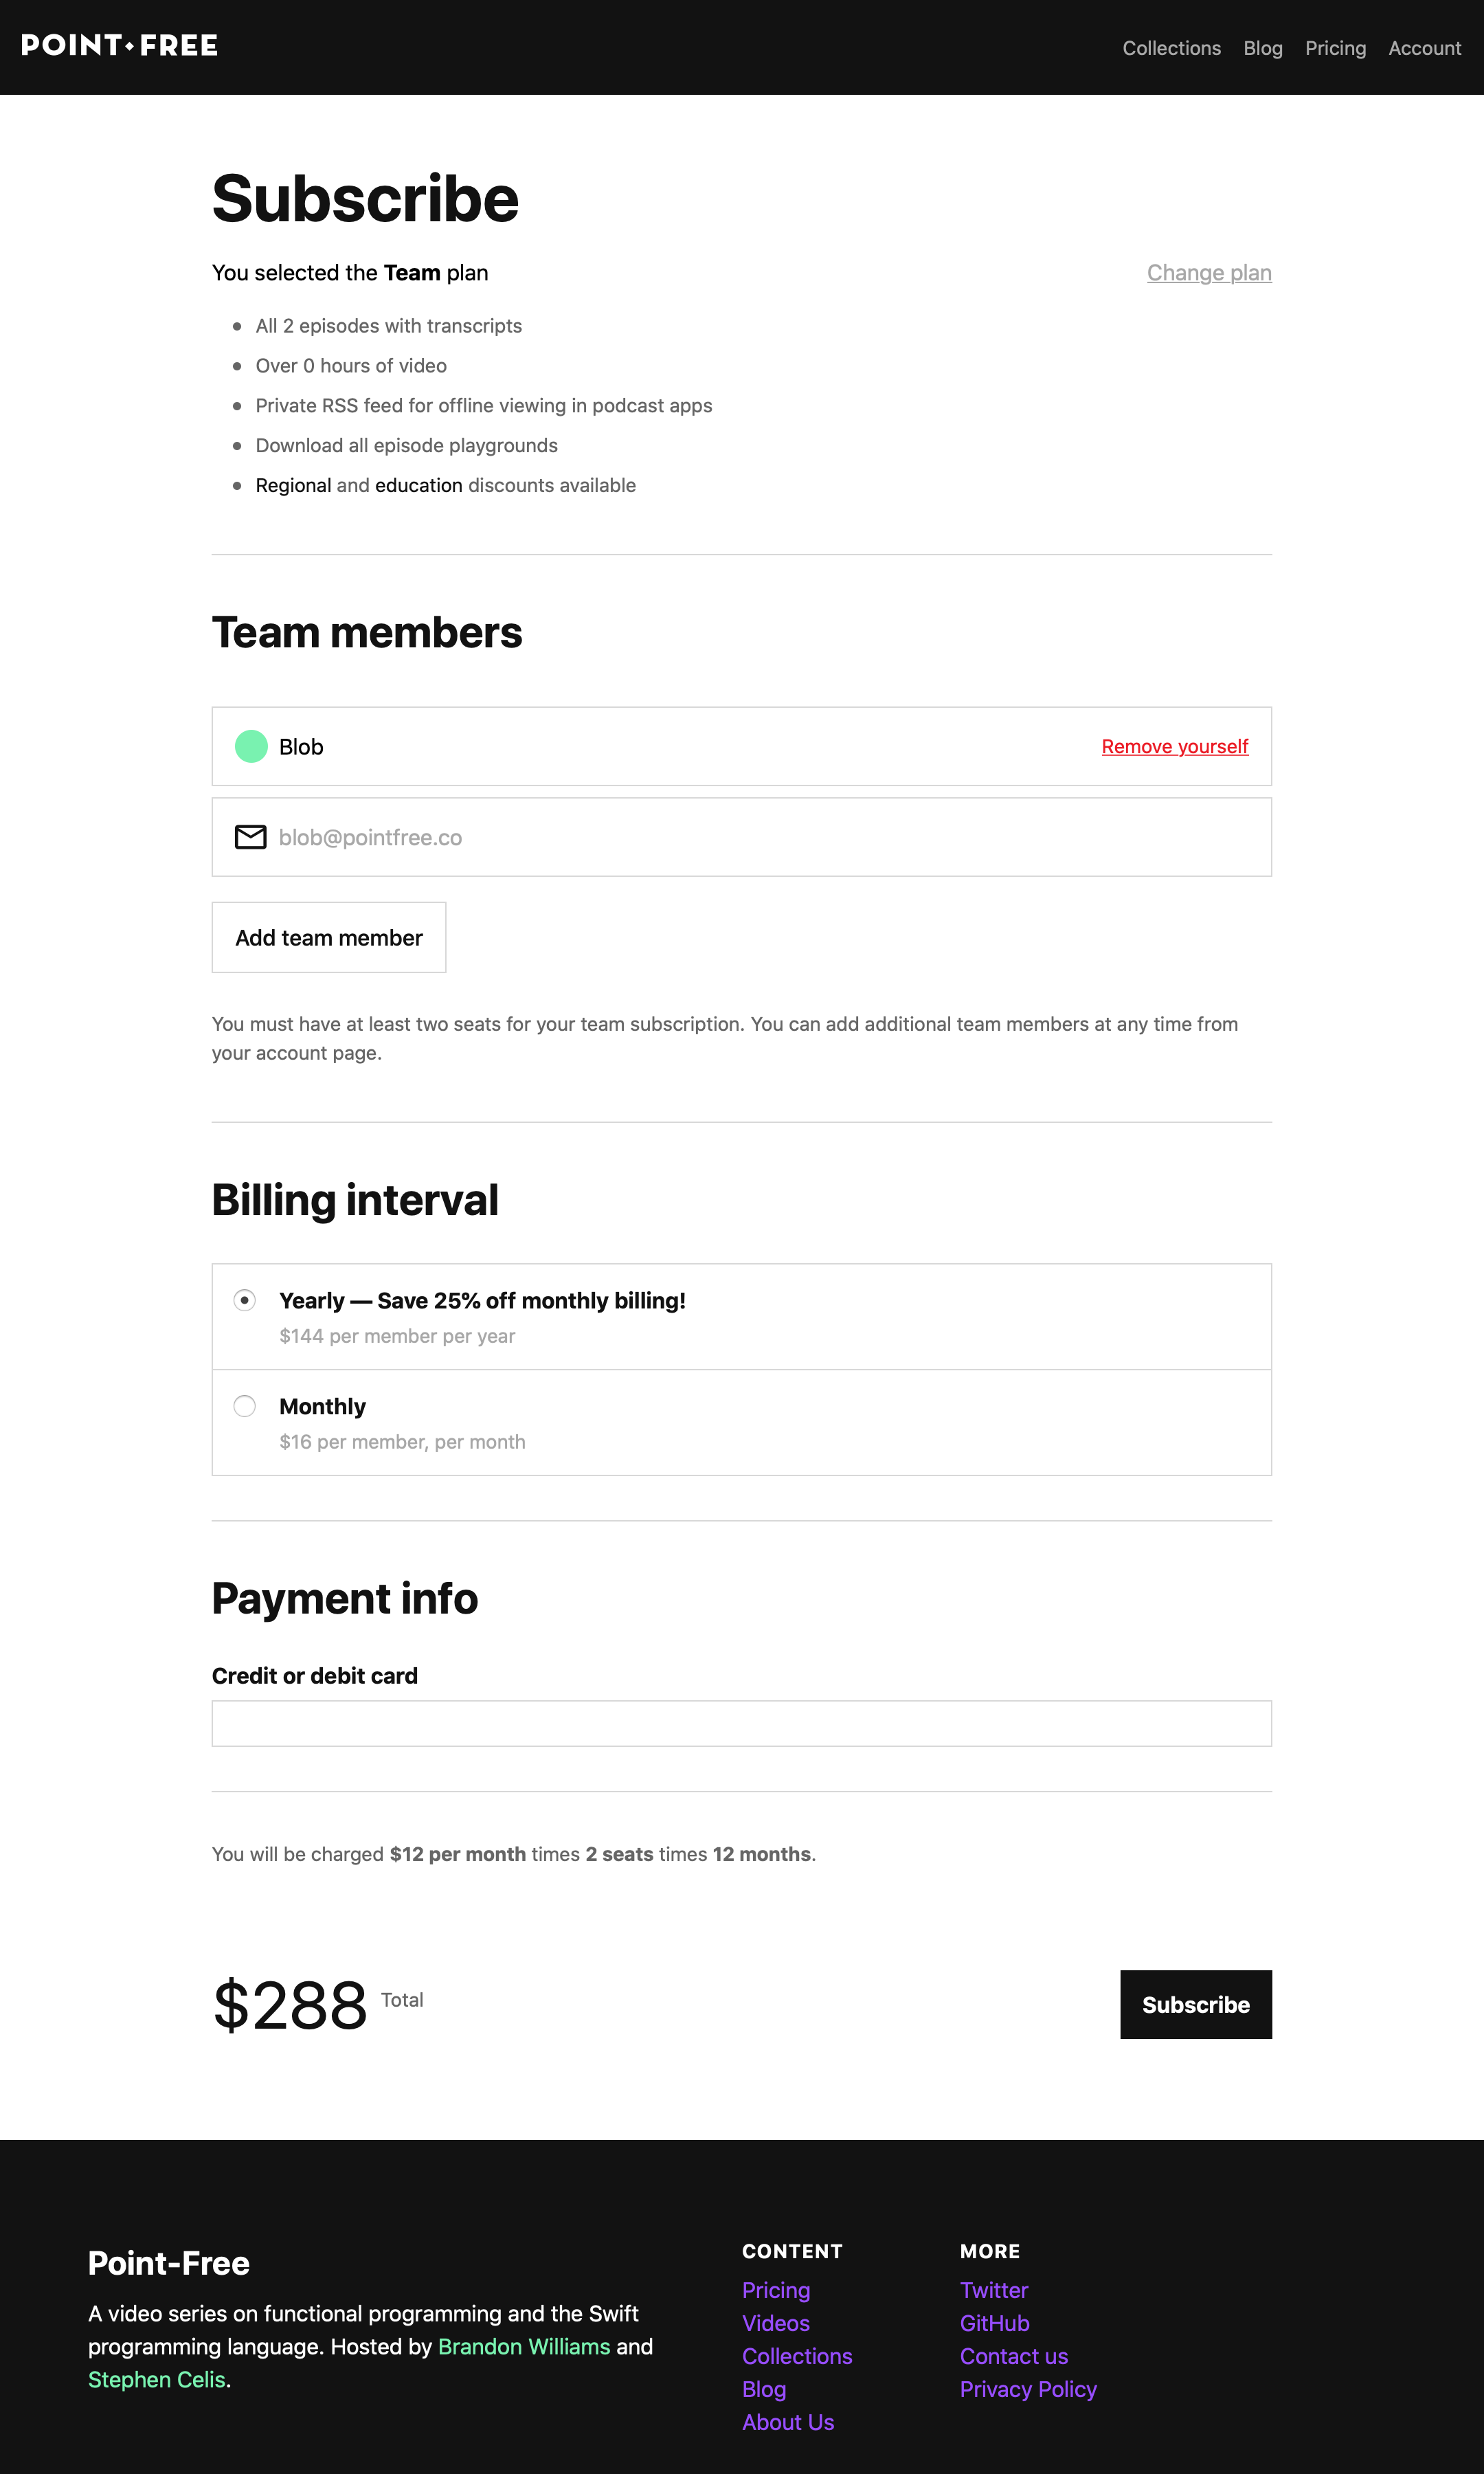 POINT•FREE
Collections Blog Pricing Account
Subscribe
You selected the Team plan
Change plan
All 2 episodes with transcripts
Over 0 hours of video
Private RSS feed for offline viewing in podcast apps
Download all episode playgrounds
Regional and education discounts available
Team members
Blob
Remove yourself
blob@pointfree.co
Add team member
You must have at least two seats for your team subscription. You can add additional team members at any time from
your account page.
Billing interval
Yearly — Save 25% off monthly billing!
$144 per member per year
Monthly
$16 per member, per month
Payment info
Credit or debit card
You will be charged $12 per month times 2 seats times 12 months.
$288 Total
Subscribe
Point-Free
A video series on functional programming and the Swift
programming language. Hosted by Brandon Williams and
Stephen Celis.
CONTENT
Pricing
Videos
Collections
Blog
About Us
MORE
Twitter
GitHub
Contact us
Privacy Policy